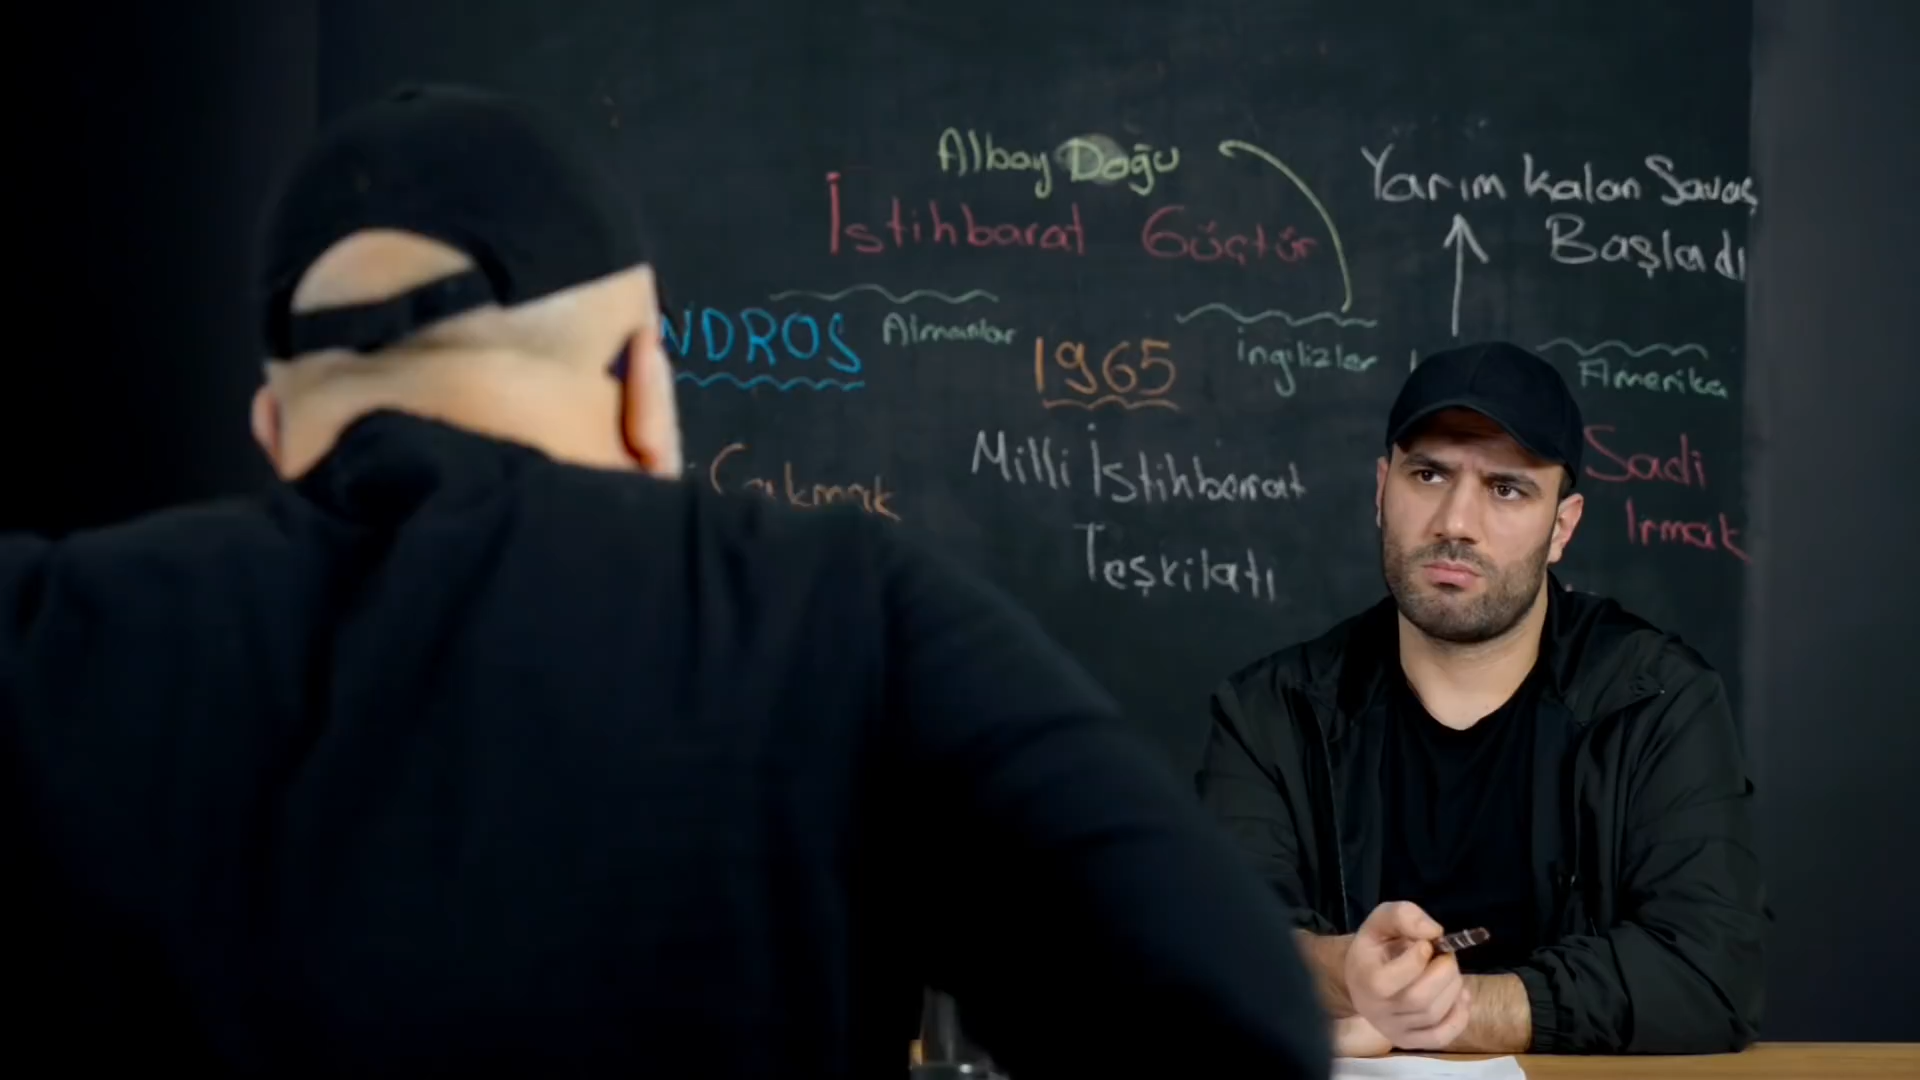 Albay Doğu
İstihbarat Güçtür
Yarım Kalan Savaş
Başladı
NDROS
Almanlar
1965
İngilizler
Amerika
Çakmak
Milli İstihbarat
Teşkilatı
Sadi
Irmak